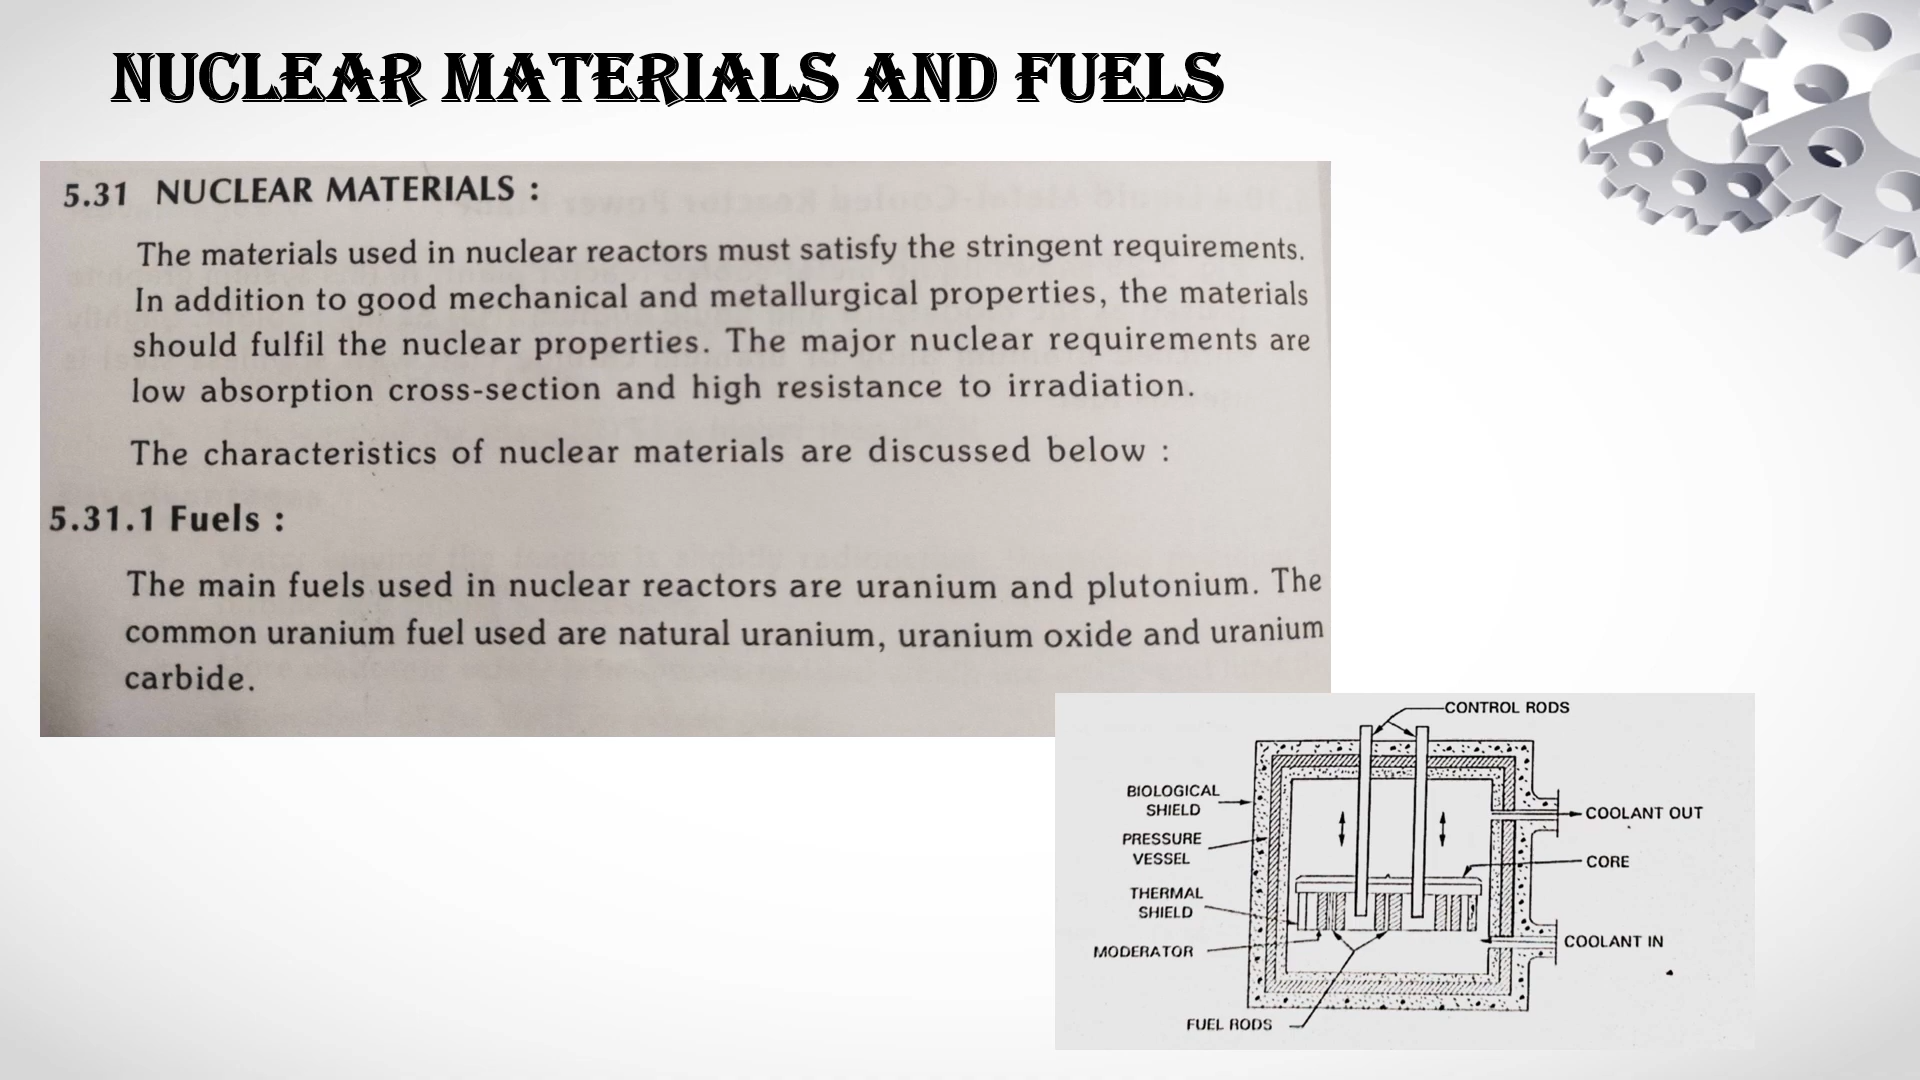 NUCLEAR MATERIALS AND FUELS
5.31 NUCLEAR MATERIALS :
The materials used in nuclear reactors must satisfy the stringent requirements.
In addition to good mechanical and metallurgical properties, the materials
should fulfil the nuclear properties. The major nuclear requirements are
low absorption cross-section and high resistance to irradiation.
The characteristics of nuclear materials are discussed below :
5.31.1 Fuels :
The main fuels used in nuclear reactors are uranium and plutonium. The
common uranium fuel used are natural uranium, uranium oxide and uranium
carbide.
CONTROL RODS
BIOLOGICAL
SHIELD
COOLANT OUT
PRESSURE
VESSEL
CORE
THERMAL
SHIELD
COOLANT IN
MODERATOR
FUEL RODS